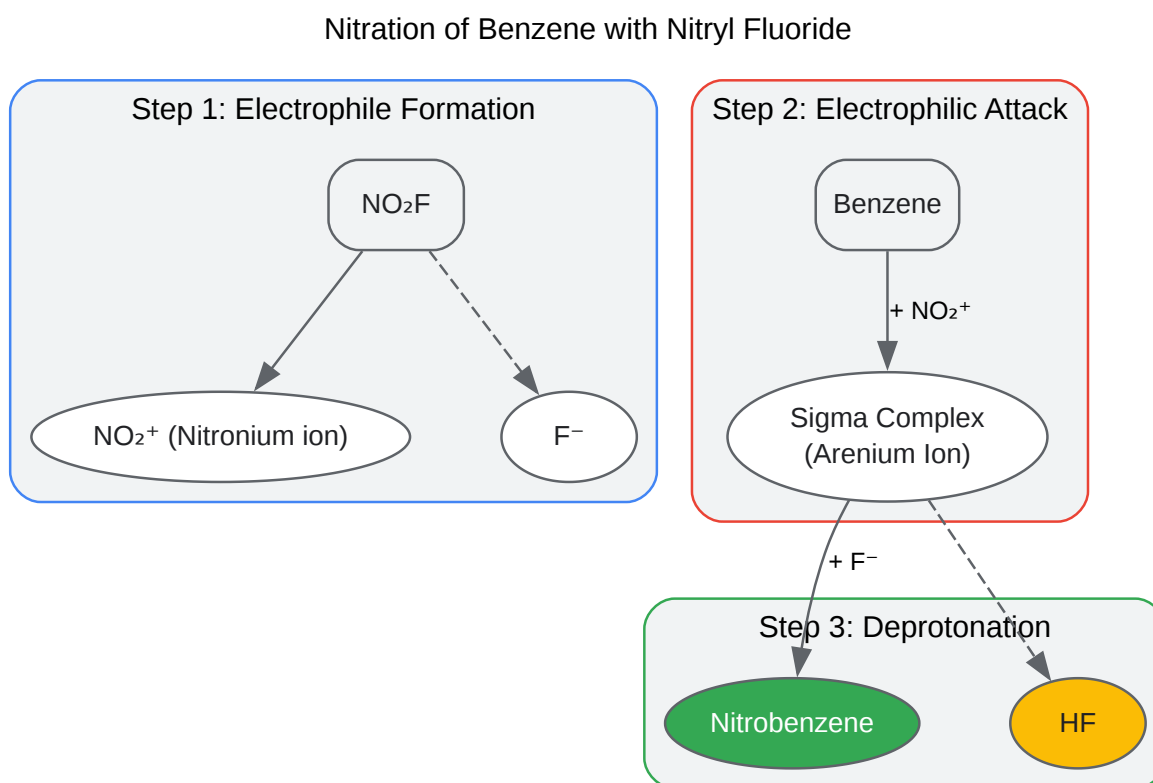 Nitration of Benzene with Nitryl Fluoride
Step 1: Electrophile Formation
NO₂F
NO₂⁺ (Nitronium ion)
F⁻
Step 2: Electrophilic Attack
Benzene
+ NO₂⁺
Sigma Complex
(Arenium Ion)
+ F⁻
Step 3: Deprotonation
Nitrobenzene
HF